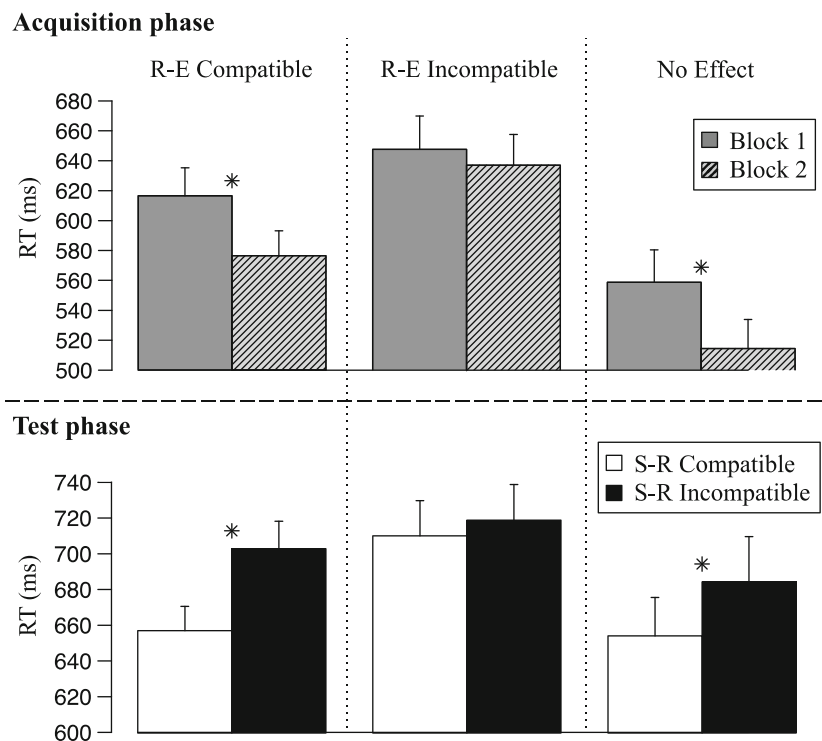 Acquisition phase
R-E Compatible R-E Incompatible No Effect
RT (ms)
680
660
640
620
600
580
560
540
520
500
*
*
Block 1
Block 2
Test phase
RT (ms)
740
720
700
680
660
640
620
600
*
*
S-R Compatible
S-R Incompatible